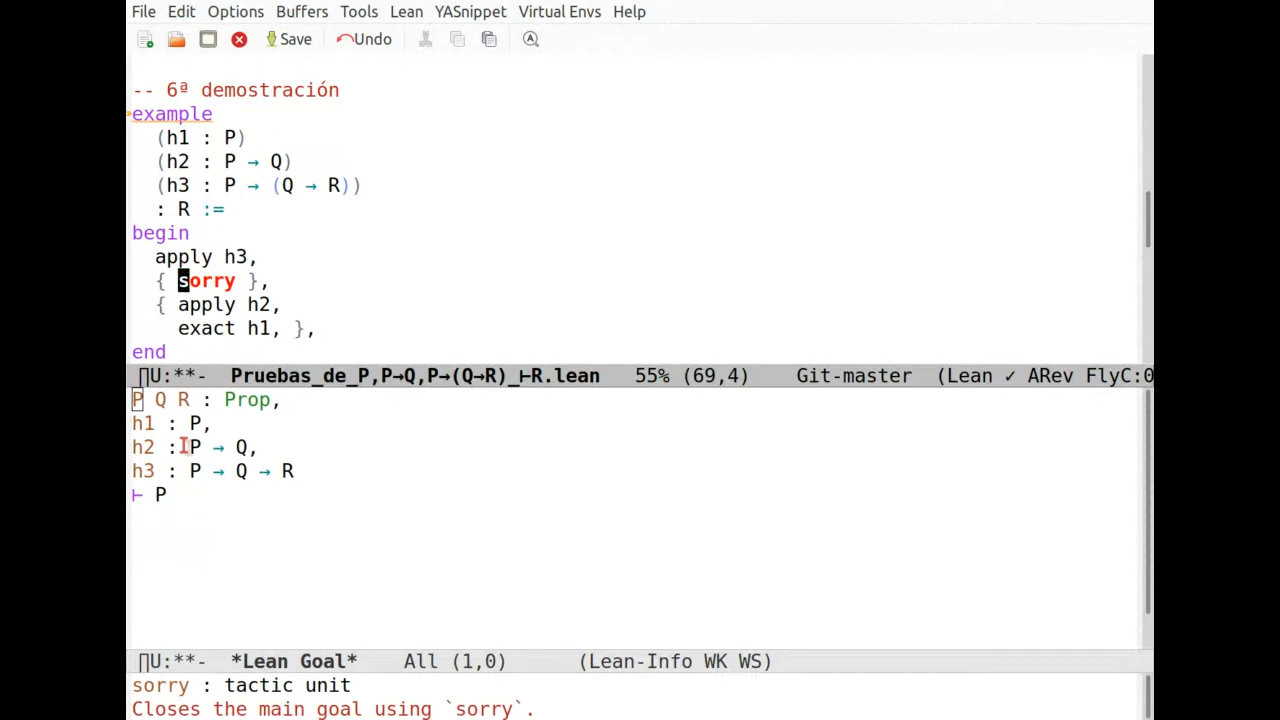 File Edit Options Buffers Tools Lean YASnippet Virtual Envs Help
Save Undo
-- 6ª demostración
example
(h1 : P)
(h2 : P → Q)
(h3 : P → (Q → R))
: R :=
begin
apply h3,
{ sorry },
{ apply h2,
exact h1, },
end
∏U:**- Pruebas_de_P,P→Q,P→(Q→R)_⊢R.lean 55% (69,4) Git-master (Lean ✓ ARev FlyC:0
P Q R : Prop,
h1 : P,
h2 : P → Q,
h3 : P → Q → R
⊢ P
∏U:**- *Lean Goal* All (1,0) (Lean-Info WK WS)
sorry : tactic unit
Closes the main goal using `sorry`.